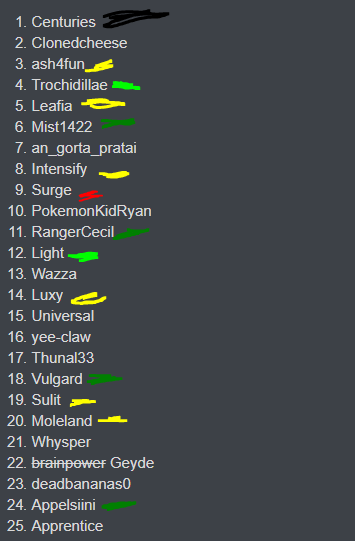 1. Centuries
2. Clonedcheese
3. ash4fun
4. Trochidillae
5. Leafia
6. Mist1422
7. an_gorta_pratai
8. Intensify
9. Surge
10. PokemonKidRyan
11. RangerCecil
12. Light
13. Wazza
14. Luxy
15. Universal
16. yee-claw
17. Thunal33
18. Vulgard
19. Sulit
20. Moleland
21. Whysper
22. brainpower Geyde
23. deadbananas0
24. Appelsiini
25. Apprentice